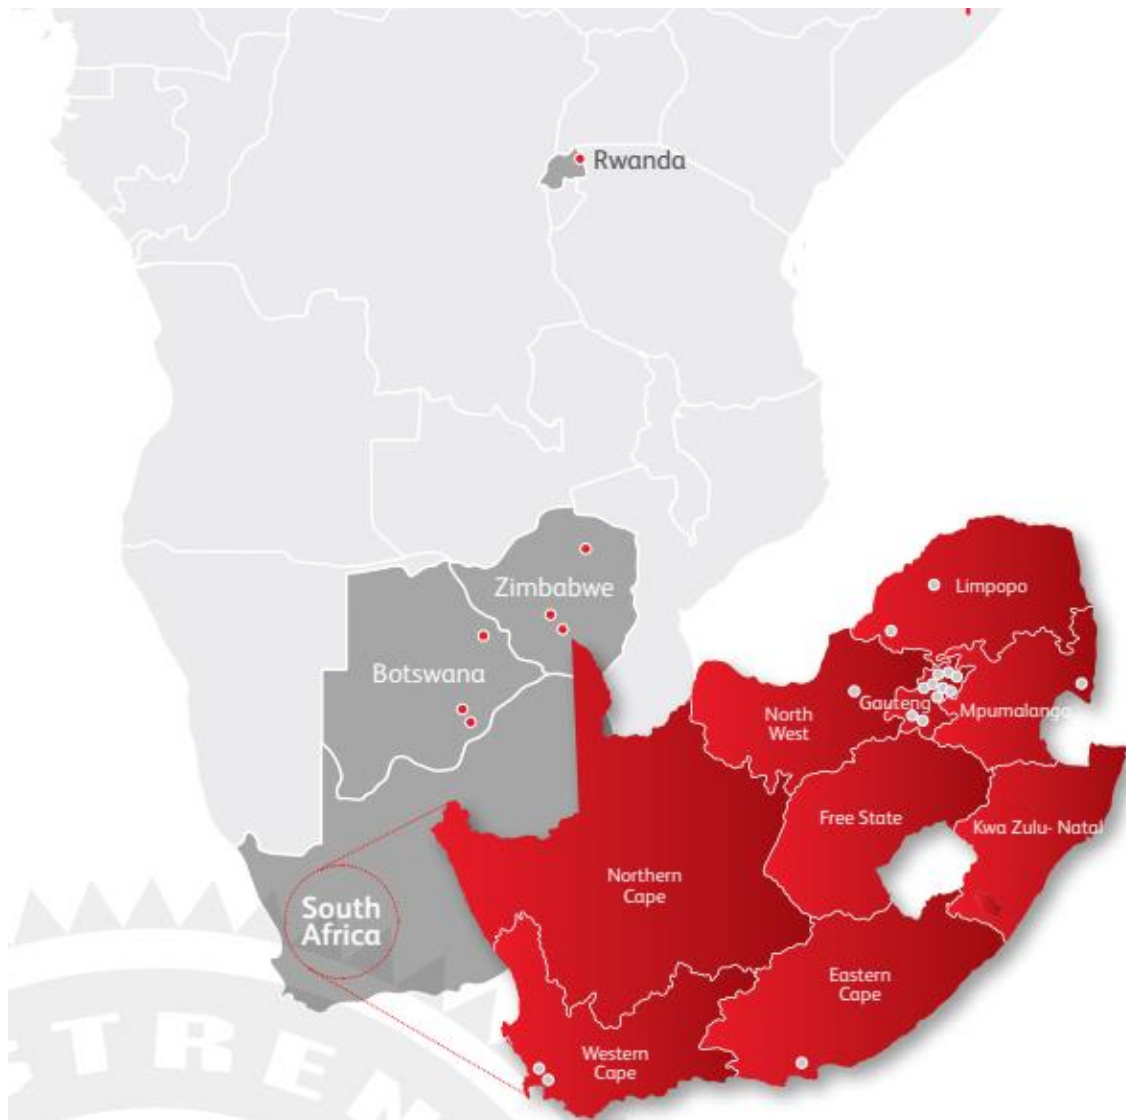 Rwanda
Zimbabwe
Botswana
Limpopo
Gauteng
Mpumalanga
North
West
Free State
Kwa Zulu- Natal
Northern
Cape
South
Africa
Eastern
Cape
Western
Cape
STREN